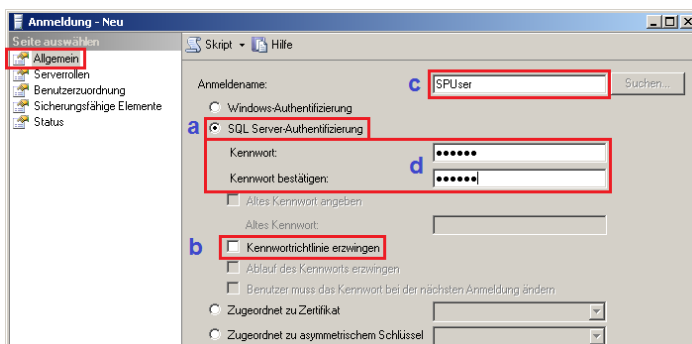 Anmeldung - Neu
Seite auswählen
Allgemein
Serverrollen
Benutzerzuordnung
Sicherungsfähige Elemente
Status
Skript Hilfe
Anmeldename: c SPUser Suchen...
Windows-Authentifizierung
a SQL Server-Authentifizierung
Kennwort: ●●●●●●
d
Kennwort bestätigen: ●●●●●●
Altes Kennwort angeben
Altes Kennwort:
b Kennwortrichtlinie erzwingen
Ablauf des Kennworts erzwingen
Benutzer muss das Kennwort bei der nächsten Anmeldung ändern
Zugeordnet zu Zertifikat
Zugeordnet zu asymmetrischem Schlüssel